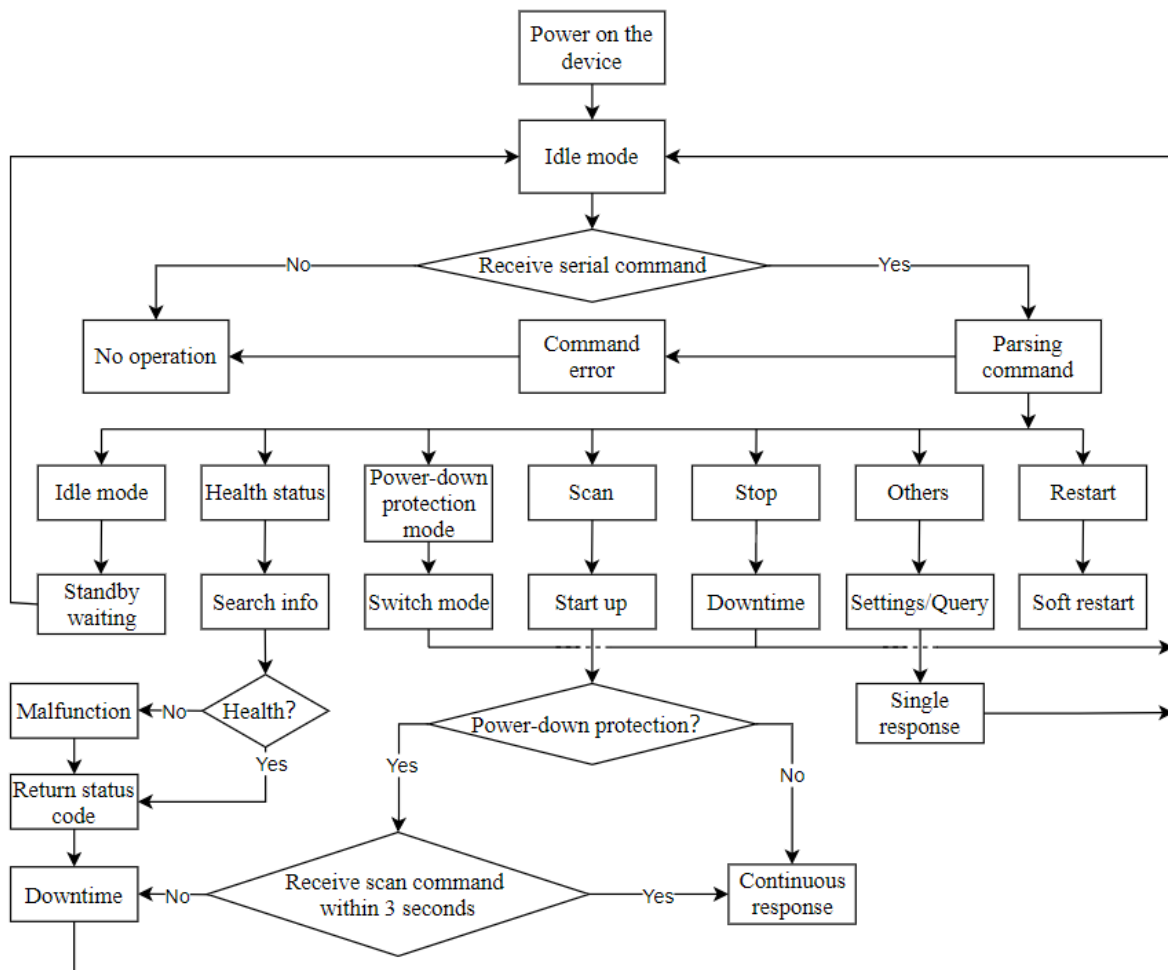 Power on the
device
Idle mode
No
Receive serial command
Yes
No operation
Command
error
Parsing
command
Idle mode
Health status
Power-down
protection
mode
Scan
Stop
Others
Restart
Standby
waiting
Search info
Switch mode
Start up
Downtime
Settings/Query
Soft restart
Malfunction
No
Health?
Yes
Power-down protection?
Single
response
Return status
code
Yes
No
Downtime
No
Receive scan command
within 3 seconds
Yes
Continuous
response